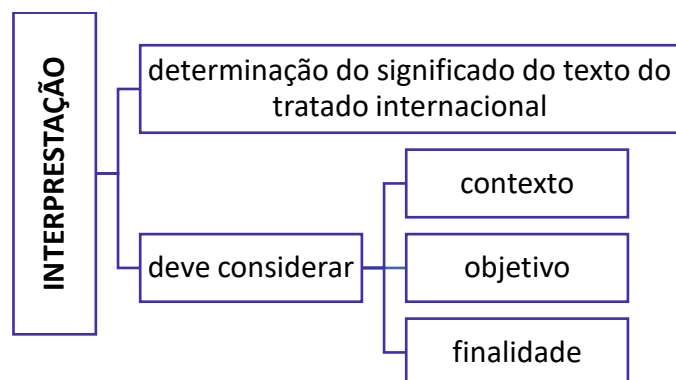 INTERPRESTAÇÃO
determinação do significado do texto do
tratado internacional
deve considerar
contexto
objetivo
finalidade